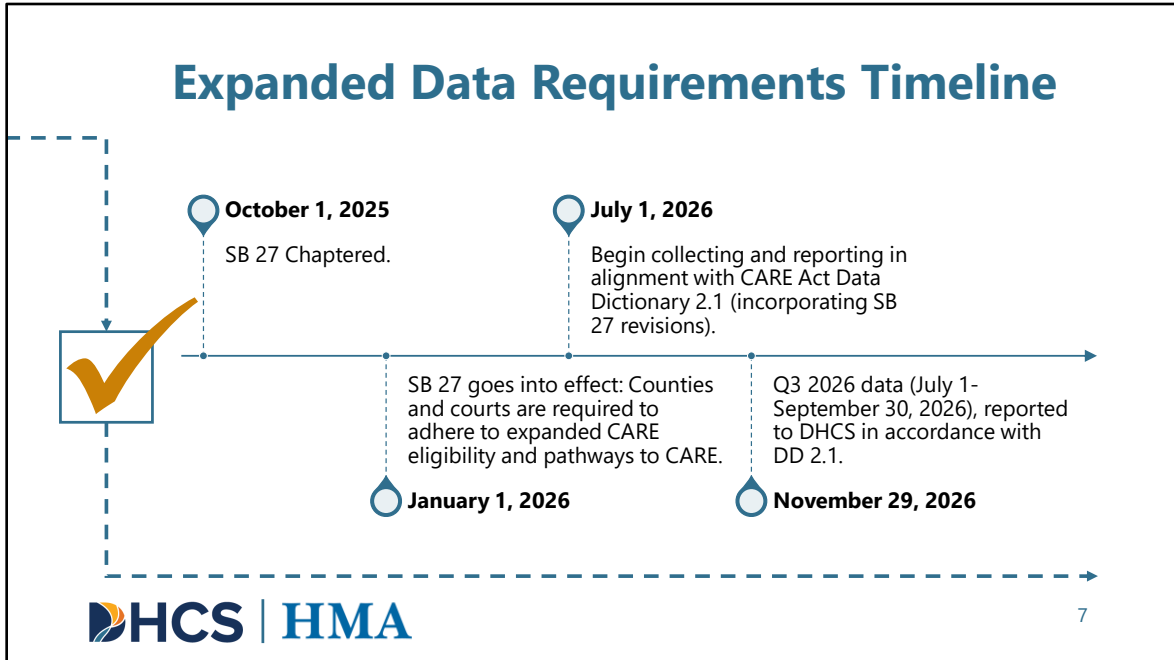 Expanded Data Requirements Timeline
October 1, 2025
SB 27 Chaptered.
July 1, 2026
Begin collecting and reporting in
alignment with CARE Act Data
Dictionary 2.1 (incorporating SB
27 revisions).
SB 27 goes into effect: Counties
and courts are required to
adhere to expanded CARE
eligibility and pathways to CARE.
January 1, 2026
Q3 2026 data (July 1-
September 30, 2026), reported
to DHCS in accordance with
DD 2.1.
November 29, 2026
DHCS | HMA
7